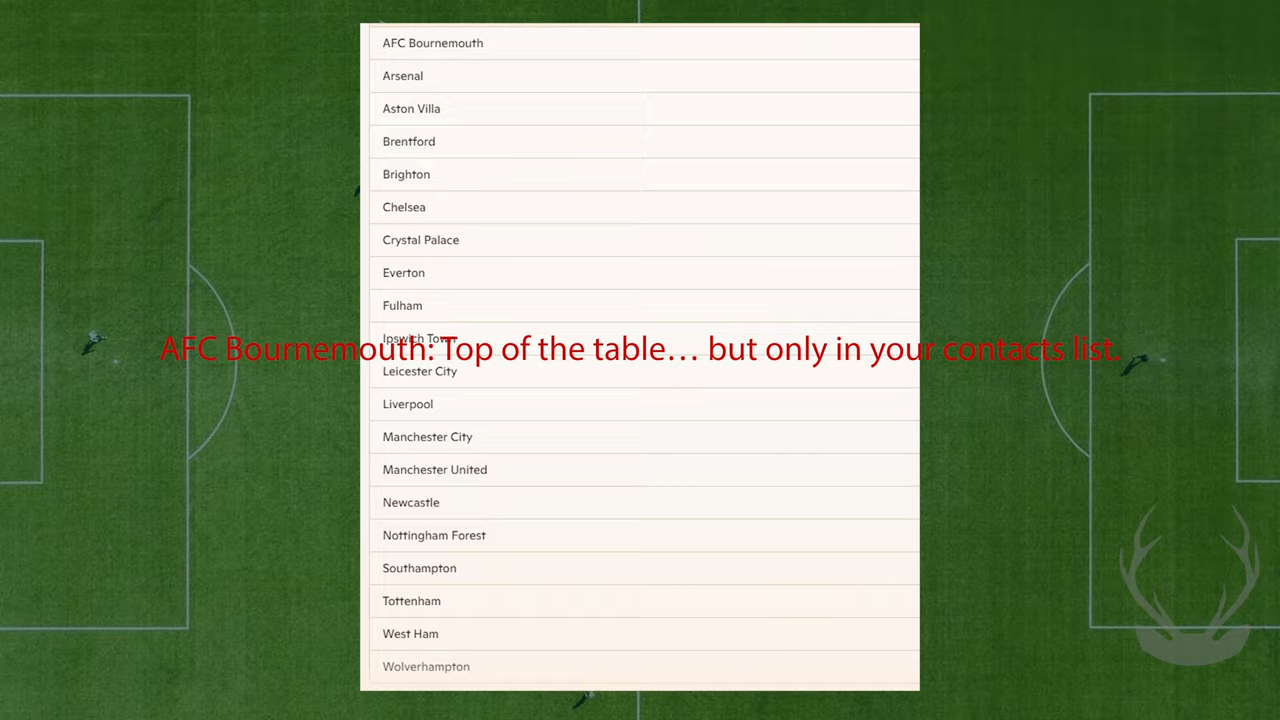 AFC Bournemouth
Arsenal
Aston Villa
Brentford
Brighton
Chelsea
Crystal Palace
Everton
Fulham
Ipswich Town
AFC Bournemouth: Top of the table… but only in your contacts list.
Leicester City
Liverpool
Manchester City
Manchester United
Newcastle
Nottingham Forest
Southampton
Tottenham
West Ham
Wolverhampton